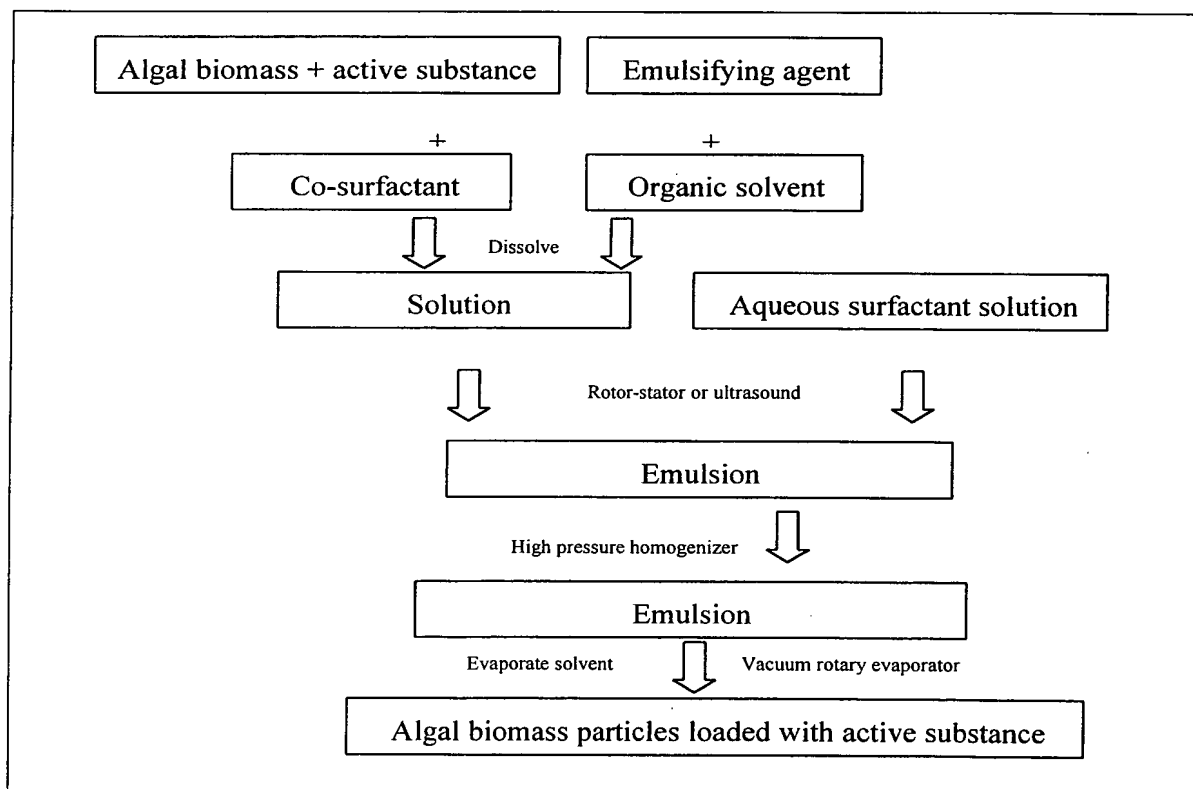 Algal biomass + active substance
Emulsifying agent
+
+
Co-surfactant
Organic solvent
Dissolve
Solution
Aqueous surfactant solution
Rotor-stator or ultrasound
Emulsion
High pressure homogenizer
Emulsion
Evaporate solvent
Vacuum rotary evaporator
Algal biomass particles loaded with active substance